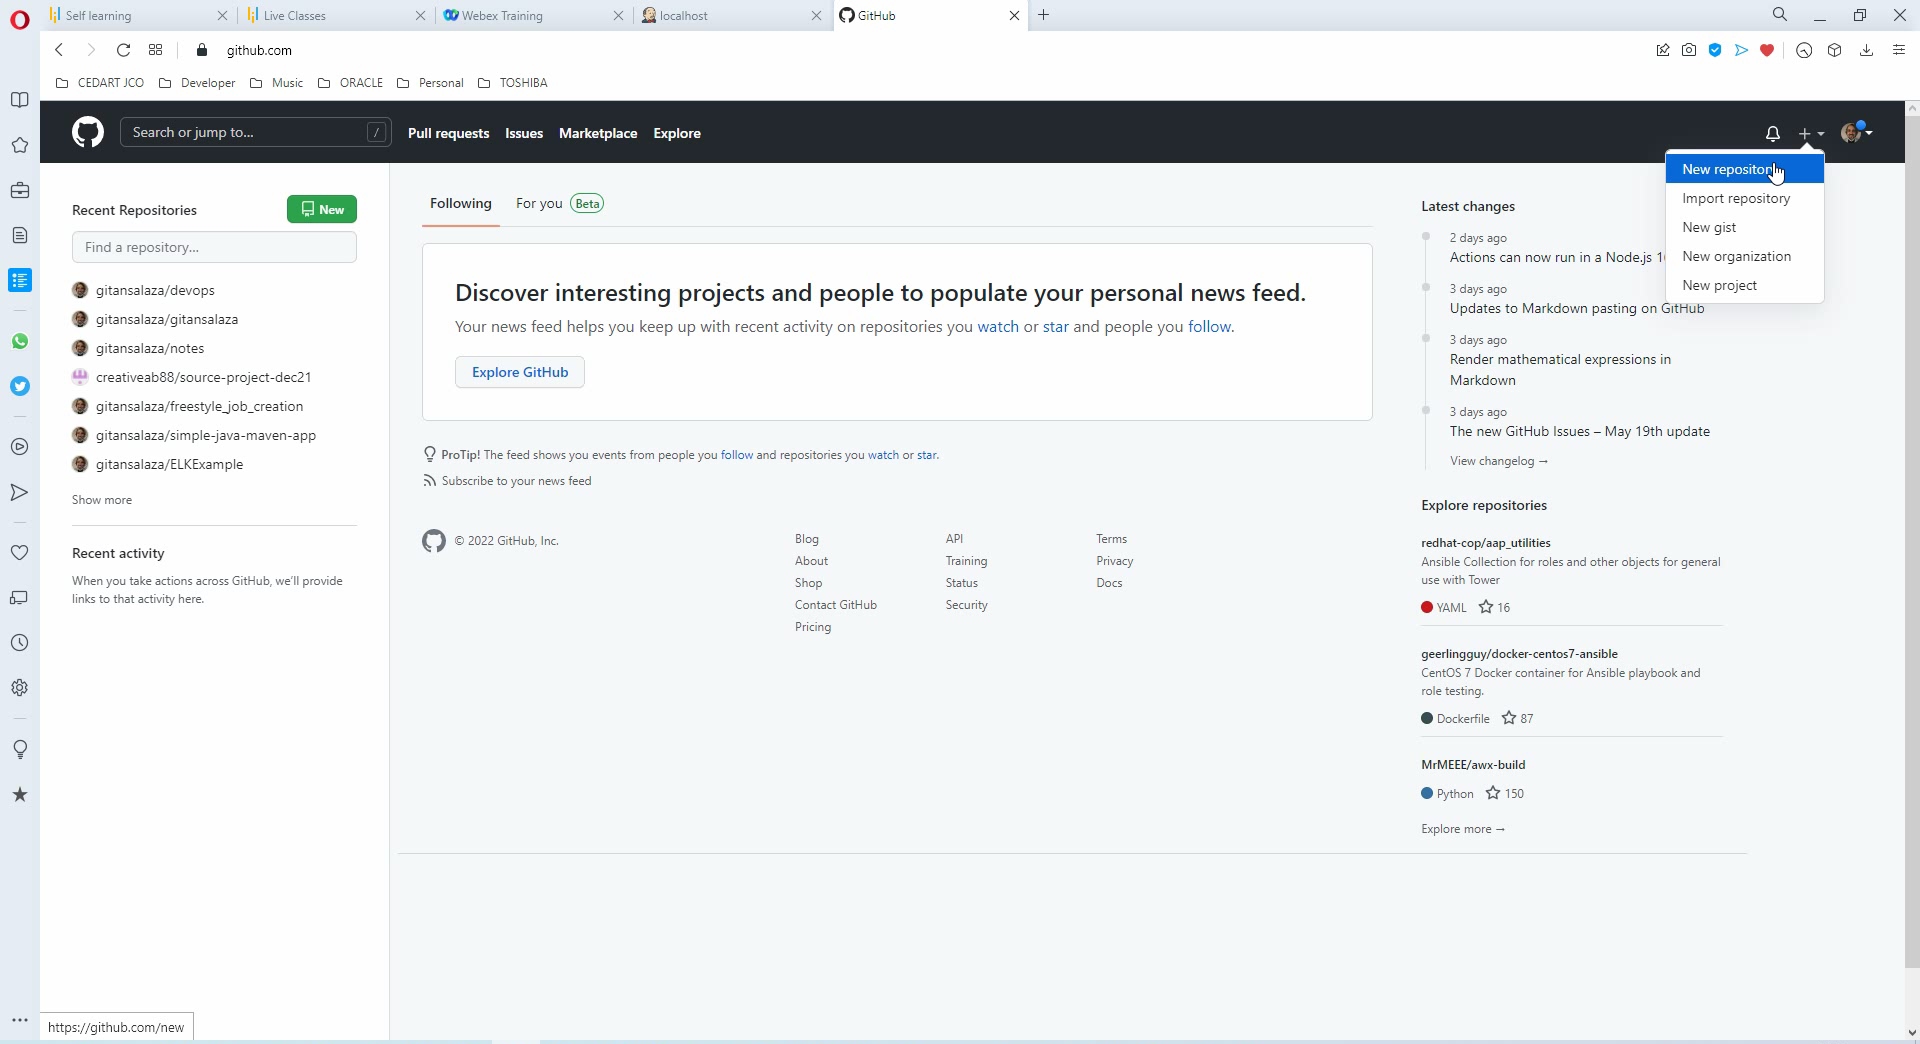 Self learning
Live Classes
Webex Training
localhost
GitHub
github.com
CEDART JCO
Developer
Music
ORACLE
Personal
TOSHIBA
Search or jump to...
/
Pull requests
Issues
Marketplace
Explore
New repositor
Import repository
New gist
New organization
New project
Recent Repositories
New
Find a repository...
gitansalaza/devops
gitansalaza/gitansalaza
gitansalaza/notes
creativeab88/source-project-dec21
gitansalaza/freestyle_job_creation
gitansalaza/simple-java-maven-app
gitansalaza/ELKExample
Show more
Recent activity
When you take actions across GitHub, we'll provide
links to that activity here.
Following
For you
Beta
Discover interesting projects and people to populate your personal news feed.
Your news feed helps you keep up with recent activity on repositories you watch or star and people you follow.
Explore GitHub
ProTip! The feed shows you events from people you follow and repositories you watch or star.
Subscribe to your news feed
© 2022 GitHub, Inc.
Blog
About
Shop
Contact GitHub
Pricing
API
Training
Status
Security
Terms
Privacy
Docs
Latest changes
2 days ago
Actions can now run in a Node.js
3 days ago
Updates to Markdown pasting on GitHub
3 days ago
Render mathematical expressions in
Markdown
3 days ago
The new GitHub Issues – May 19th update
View changelog →
Explore repositories
redhat-cop/aap_utilities
Ansible Collection for roles and other objects for general
use with Tower
YAML
16
geerlingguy/docker-centos7-ansible
CentOS 7 Docker container for Ansible playbook and
role testing.
Dockerfile
87
MrMEEE/awx-build
Python
150
Explore more →
https://github.com/new